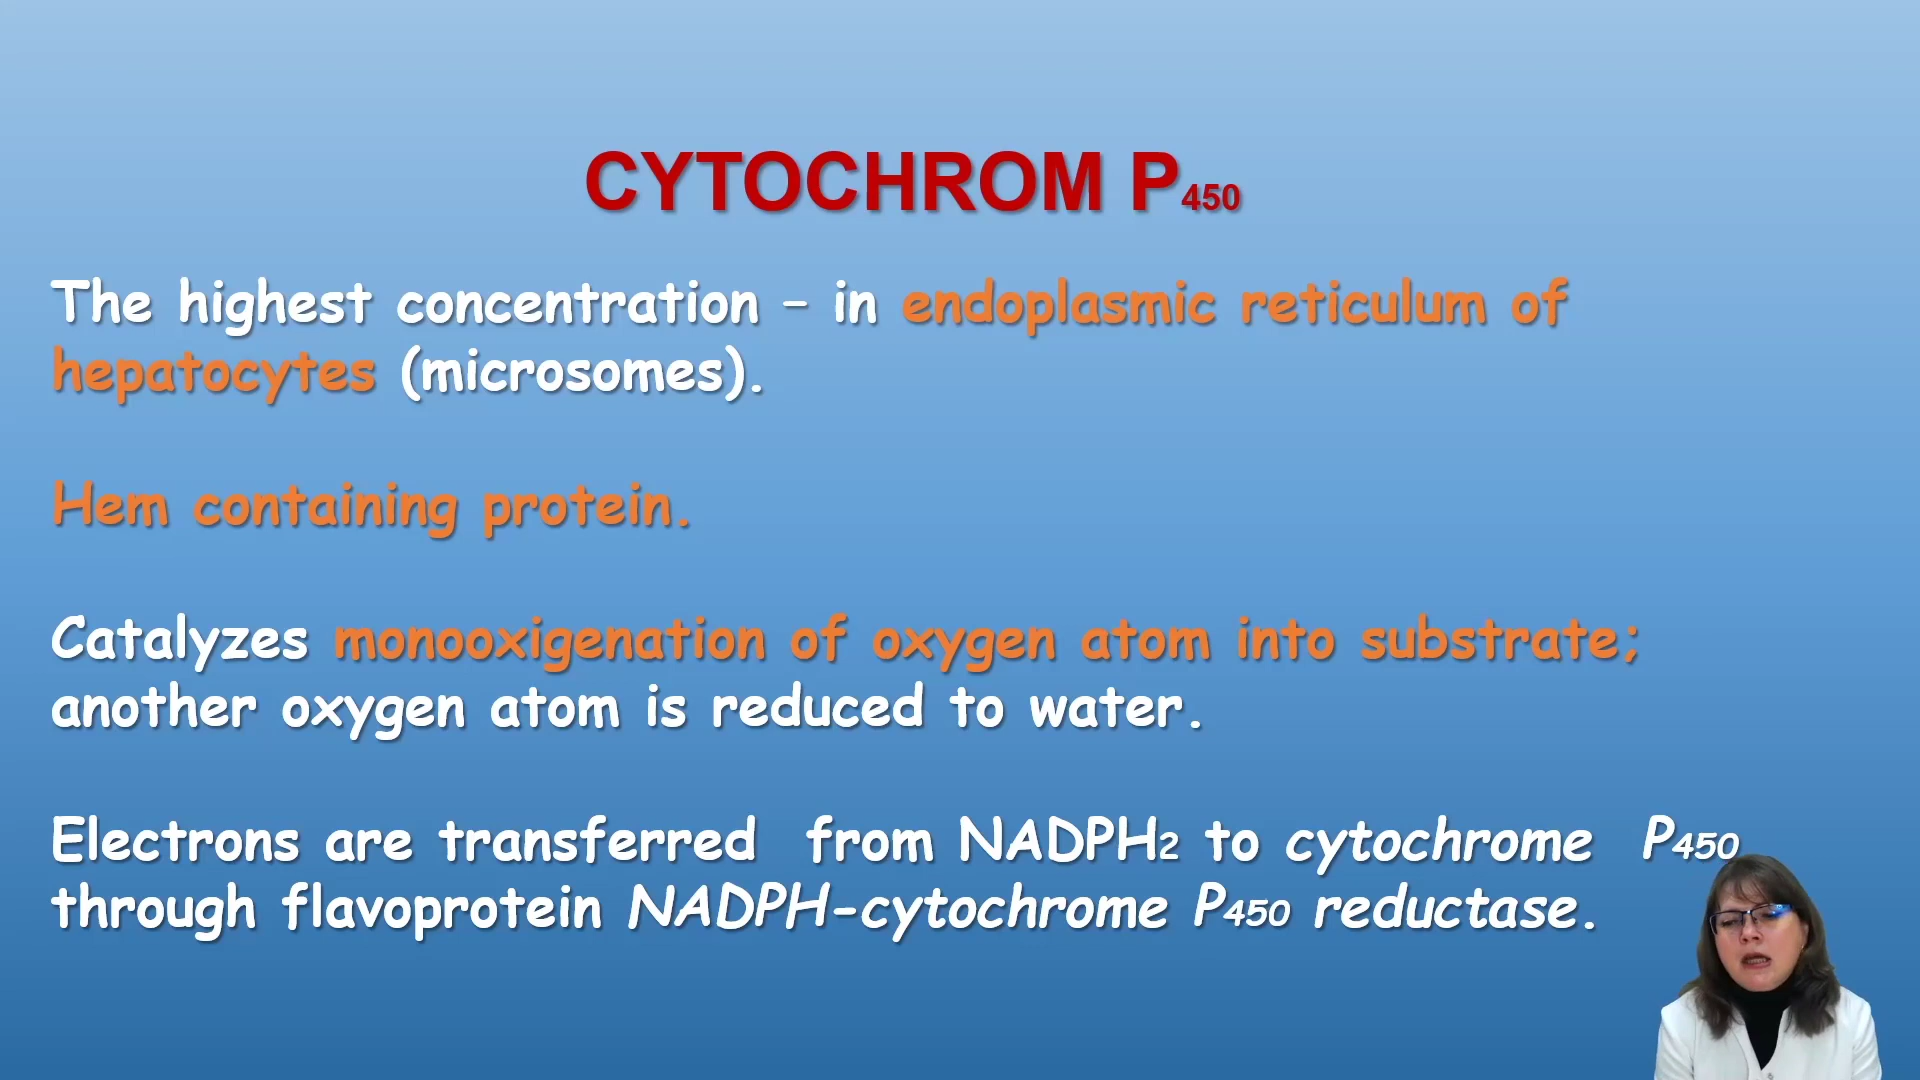 CYTOCHROM P450
The highest concentration – in endoplasmic reticulum of
hepatocytes (microsomes).
Hem containing protein.
Catalyzes monooxigenation of oxygen atom into substrate;
another oxygen atom is reduced to water.
Electrons are transferred from NADPH2 to cytochrome P450
through flavoprotein NADPH-cytochrome P450 reductase.